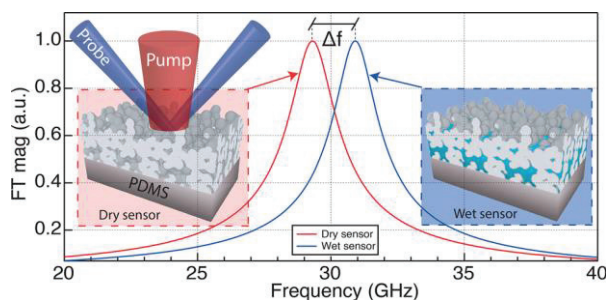 Δf
1.0
0.8
0.6
0.4
0.2
FT mag (a.u.)
Probe
Pump
PDMS
Dry sensor
Wet sensor
Dry sensor
Wet sensor
20
25
30
35
40
Frequency (GHz)